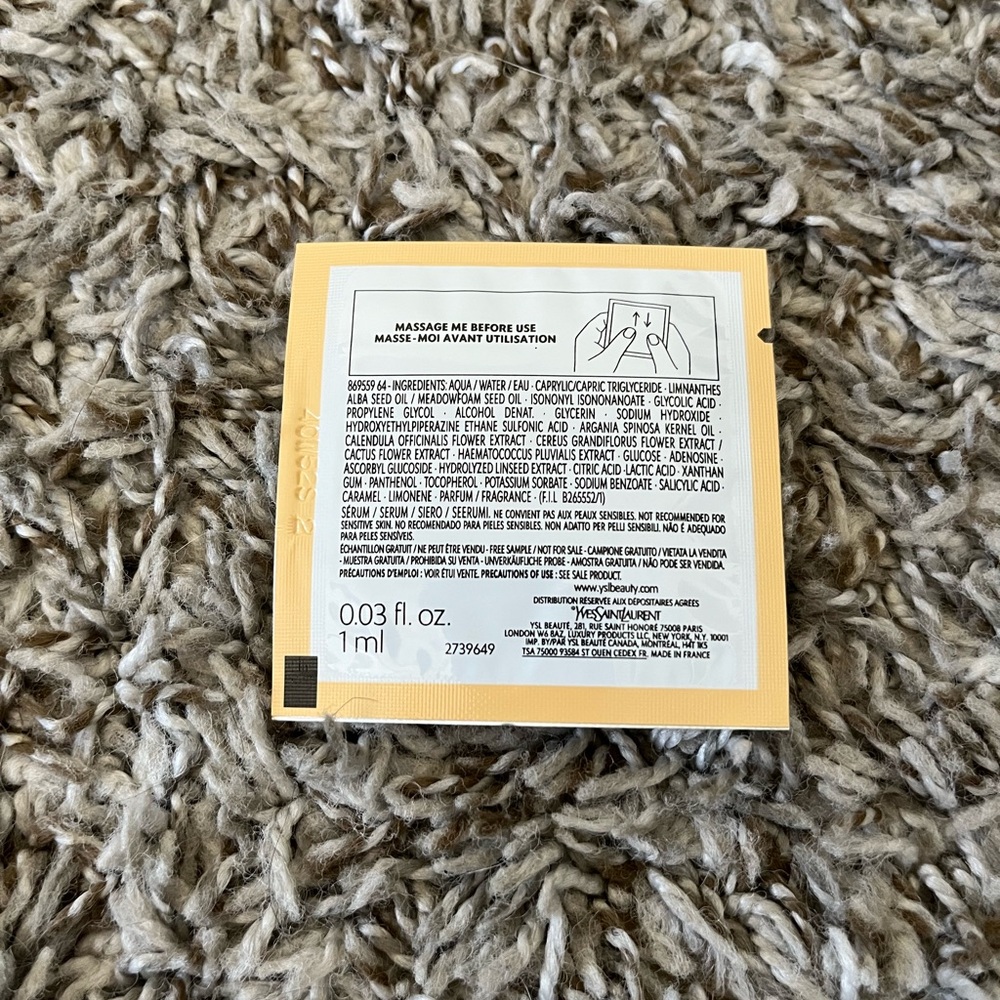 MASSAGE ME BEFORE USE
MASSE-MOI AVANT UTILISATION
869559 64 - INGREDIENTS: AQUA / WATER / EAU · CAPRYLIC/CAPRIC TRIGLYCERIDE · LIMNANTHES
ALBA SEED OIL / MEADOWFOAM SEED OIL · ISONONYL ISONONANOATE · GLYCOLIC ACID ·
PROPYLENE GLYCOL · ALCOHOL DENAT. · GLYCERIN · SODIUM HYDROXIDE ·
HYDROXYETHYLPIPERAZINE ETHANE SULFONIC ACID · ARGANIA SPINOSA KERNEL OIL ·
CALENDULA OFFICINALIS FLOWER EXTRACT · CEREUS GRANDIFLORUS FLOWER EXTRACT /
CACTUS FLOWER EXTRACT · HAEMATOCOCCUS PLUVIALIS EXTRACT · GLUCOSE · ADENOSINE ·
ASCORBYL GLUCOSIDE · HYDROLYZED LINSEED EXTRACT · CITRIC ACID · LACTIC ACID · XANTHAN
GUM · PANTHENOL · TOCOPHEROL · POTASSIUM SORBATE · SODIUM BENZOATE · SALICYLIC ACID ·
CARAMEL · LIMONENE · PARFUM / FRAGRANCE · (F.I.L B265552/1)
SÉRUM / SERUM / SIERO / SEERUMI. NE CONVIENT PAS AUX PEAUX SENSIBLES. NOT RECOMMENDED FOR
SENSITIVE SKIN. NO RECOMENDADO PARA PIELES SENSIBLES. NON ADATTO PER PELLI SENSIBILI. NÃO É ADEQUADO
PARA PELES SENSÍVEIS.
ÉCHANTILLON GRATUIT / NE PEUT ÊTRE VENDU - FREE SAMPLE / NOT FOR SALE - CAMPIONE GRATUITO / VIETATA LA VENDITA
- MUESTRA GRATUITA / PROHIBIDA SU VENTA - UNVERKÄUFLICHE PROBE - AMOSTRA GRATUITA / NÃO PODE SER VENDIDA.
PRÉCAUTIONS D'EMPLOI : VOIR ÉTUI VENTE. PRECAUTIONS OF USE : SEE SALE PRODUCT.
www.yslbeauty.com
DISTRIBUTION RÉSERVÉE AUX DÉPOSITAIRES AGRÉÉS
YVESSAINTLAURENT
YSL BEAUTÉ, 281, RUE SAINT HONORÉ 75008 PARIS
LONDON W6 8AZ, LUXURY PRODUCTS LLC, NEW YORK, N.Y. 10001
IMP. BY/PAR YSL BEAUTÉ CANADA, MONTRÉAL, H4T 1K5
TSA 75000 93584 ST OUEN CEDEX FR. MADE IN FRANCE
0.03 fl. oz.
1 ml
2739649